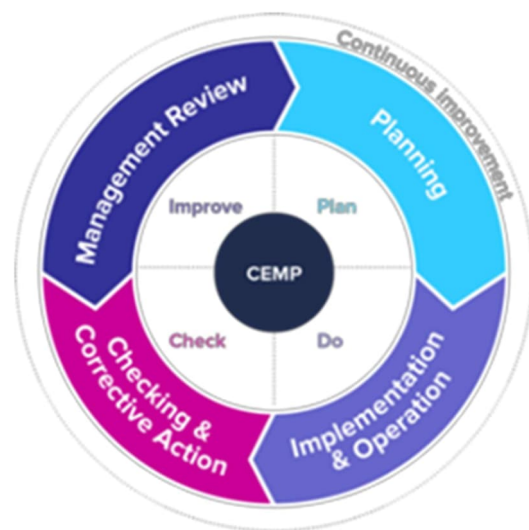 Continuous improvement
Management Review
Planning
Improve
Plan
CEMP
Check
Do
Checking &
Corrective Action
Implementation
& Operation